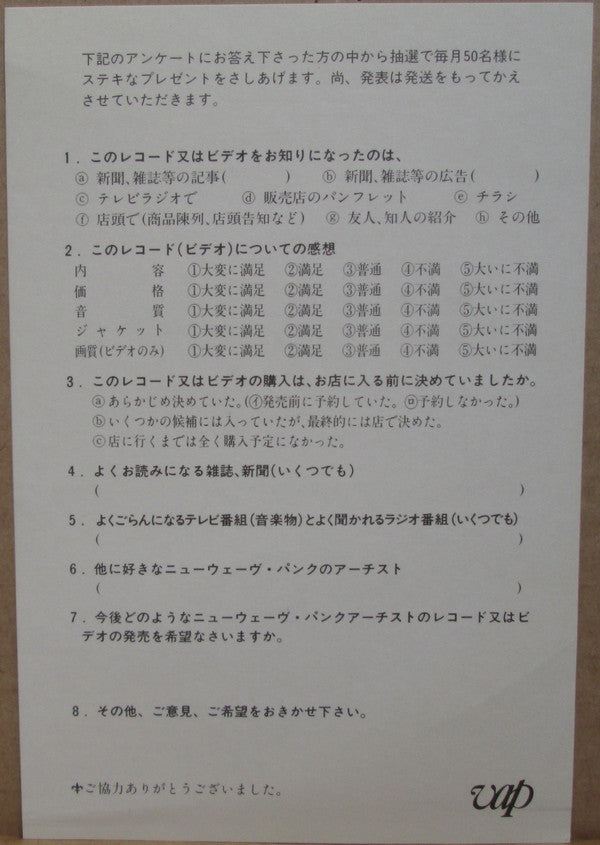 下記のアンケートにお答え下さった方の中から抽選で毎月50名様に
ステキなプレゼントをさしあげます。尚、発表は発送をもってかえ
させていただきます。
1．このレコード又はビデオをお知りになったのは、
ⓐ 新聞、雑誌等の記事(　　　　) ⓑ 新聞、雑誌等の広告(　　　　)
ⓒ テレビラジオで ⓓ 販売店のパンフレット ⓔ チラシ
ⓕ 店頭で(商品陳列、店頭告知など) ⓖ 友人、知人の紹介 ⓗ その他
2．このレコード(ビデオ)についての感想
内　　　容 ①大変に満足 ②満足 ③普通 ④不満 ⑤大いに不満
価　　　格 ①大変に満足 ②満足 ③普通 ④不満 ⑤大いに不満
音　　　質 ①大変に満足 ②満足 ③普通 ④不満 ⑤大いに不満
ジャケット ①大変に満足 ②満足 ③普通 ④不満 ⑤大いに不満
画質(ビデオのみ) ①大変に満足 ②満足 ③普通 ④不満 ⑤大いに不満
3．このレコード又はビデオの購入は、お店に入る前に決めていましたか。
ⓐあらかじめ決めていた。(㋑発売前に予約していた。㋺予約しなかった。)
ⓑいくつかの候補には入っていたが、最終的には店で決めた。
ⓒ店に行くまでは全く購入予定になかった。
4．よくお読みになる雑誌、新聞(いくつでも)
(　　　　　　　　　　　　　　　　)
5．よくごらんになるテレビ番組(音楽物)とよく聞かれるラジオ番組(いくつでも)
(　　　　　　　　　　　　　　　　)
6．他に好きなニューウェーヴ・パンクのアーチスト
(　　　　　　　　　　　　　　　　)
7．今後どのようなニューウェーヴ・パンクアーチストのレコード又はビ
デオの発売を希望なさいますか。
8．その他、ご意見、ご希望をおきかせ下さい。
✢ご協力ありがとうございました。
vap